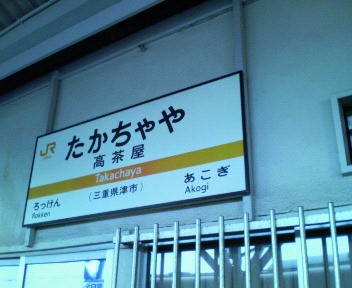 JR
たかちゃや
高茶屋
Takachaya
(三重県津市)
ろっけん
Rokken
あこぎ
Akogi